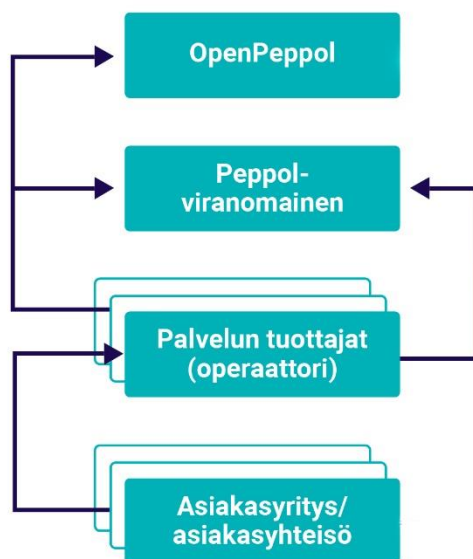 OpenPeppol
Peppol-
viranomainen
Palvelun tuottajat
(operaattori)
Asiakasyritys/
asiakasyhteisö